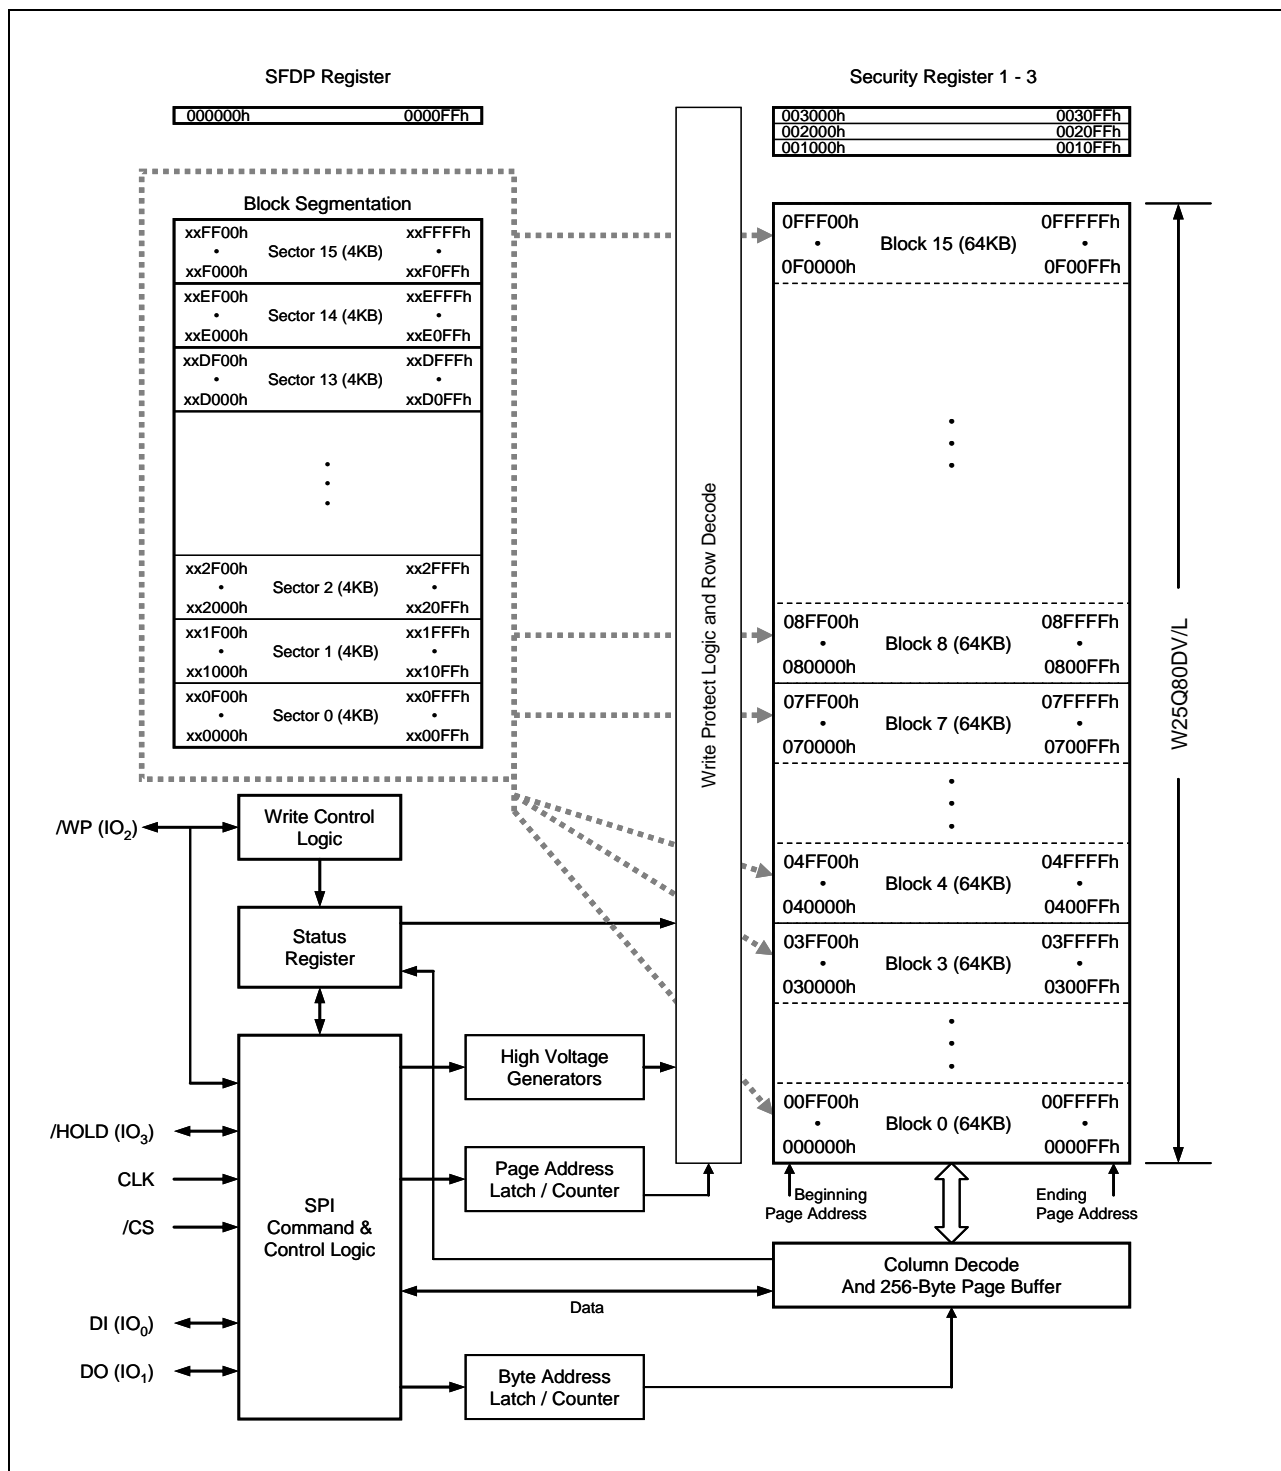 SFDP Register
000000h 0000FFh
Security Register 1 - 3
003000h 0030FFh
002000h 0020FFh
001000h 0010FFh
Block Segmentation
xxFF00h xxFFFFh
• Sector 15 (4KB) •
xxF000h xxF0FFh
xxEF00h xxEFFFh
• Sector 14 (4KB) •
xxE000h xxE0FFh
xxDF00h xxDFFFh
• Sector 13 (4KB) •
xxD000h xxD0FFh
xx2F00h xx2FFFh
• Sector 2 (4KB) •
xx2000h xx20FFh
xx1F00h xx1FFFh
• Sector 1 (4KB) •
xx1000h xx10FFh
xx0F00h xx0FFFh
• Sector 0 (4KB) •
xx0000h xx00FFh
Write Protect Logic and Row Decode
0FFF00h 0FFFFFh
• Block 15 (64KB) •
0F0000h 0F00FFh
08FF00h 08FFFFh
• Block 8 (64KB) •
080000h 0800FFh
07FF00h 07FFFFh
• Block 7 (64KB) •
070000h 0700FFh
04FF00h 04FFFFh
• Block 4 (64KB) •
040000h 0400FFh
03FF00h 03FFFFh
• Block 3 (64KB) •
030000h 0300FFh
00FF00h 00FFFFh
• Block 0 (64KB) •
000000h 0000FFh
W25Q80DV/L
Beginning
Page Address
Ending
Page Address
/WP (IO2)
Write Control
Logic
Status
Register
High Voltage
Generators
/HOLD (IO3)
CLK
/CS
DI (IO0)
DO (IO1)
SPI
Command &
Control Logic
Page Address
Latch / Counter
Column Decode
And 256-Byte Page Buffer
Data
Byte Address
Latch / Counter